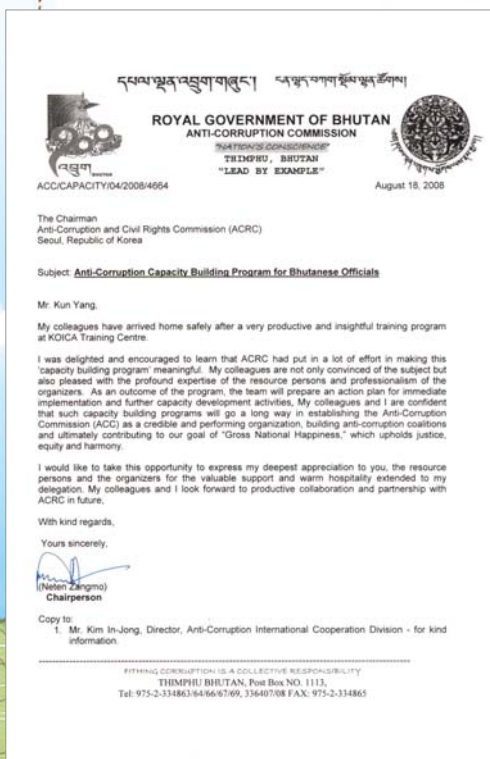 དཔལ་ལྡན་འབྲུག་གཞུང་།
ROYAL GOVERNMENT OF BHUTAN
ANTI-CORRUPTION COMMISSION
"NATION'S CONSCIENCE"
THIMPHU, BHUTAN
"LEAD BY EXAMPLE"
འབྲུག
BHUTAN
ACC/CAPACITY/04/2008/4664 August 18, 2008
The Chairman
Anti-Corruption and Civil Rights Commission (ACRC)
Seoul, Republic of Korea
Subject: Anti-Corruption Capacity Building Program for Bhutanese Officials
Mr. Kun Yang,
My colleagues have arrived home safely after a very productive and insightful training program
at KOICA Training Centre.
I was delighted and encouraged to learn that ACRC had put in a lot of effort in making this
'capacity building program' meaningful. My colleagues are not only convinced of the subject but
also pleased with the profound expertise of the resource persons and professionalism of the
organizers. As an outcome of the program, the team will prepare an action plan for immediate
implementation and further capacity development activities, My colleagues and I are confident
that such capacity building programs will go a long way in establishing the Anti-Corruption
Commission (ACC) as a credible and performing organization, building anti-corruption coalitions
and ultimately contributing to our goal of "Gross National Happiness," which upholds justice,
equity and harmony.
I would like to take this opportunity to express my deepest appreciation to you, the resource
persons and the organizers for the valuable support and warm hospitality extended to my
delegation. My colleagues and I look forward to productive collaboration and partnership with
ACRC in future,
With kind regards,
Yours sincerely,
(Neten Zangmo)
Chairperson
Copy to:
1. Mr. Kim In-Jong, Director, Anti-Corruption International Cooperation Division - for kind
information.
FITHING CORRUPTION IS A COLLECTIVE RESPONSIBILITY
THIMPHU BHUTAN, Post Box NO. 1113,
Tel: 975-2-334863/64/66/67/69, 336407/08 FAX: 975-2-334865